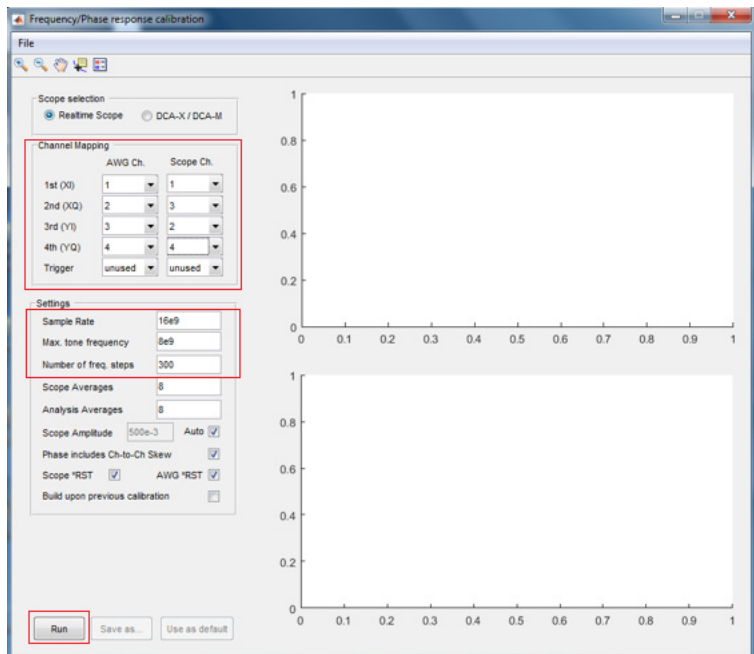 Frequency/Phase response calibration
File
Scope selection
Realtime Scope DCA-X / DCA-M
Channel Mapping
AWG Ch. Scope Ch.
1st (XI) 1 1
2nd (XQ) 2 3
3rd (YI) 3 2
4th (YQ) 4 4
Trigger unused unused
Settings
Sample Rate 16e9
Max. tone frequency 8e9
Number of freq. steps 300
Scope Averages 8
Analysis Averages 8
Scope Amplitude 500e-3 Auto
Phase includes Ch-to-Ch Skew
Scope *RST AWG *RST
Build upon previous calibration
Run Save as... Use as default
1
0.8
0.6
0.4
0.2
0
0 0.1 0.2 0.3 0.4 0.5 0.6 0.7 0.8 0.9 1
1
0.8
0.6
0.4
0.2
0
0 0.1 0.2 0.3 0.4 0.5 0.6 0.7 0.8 0.9 1